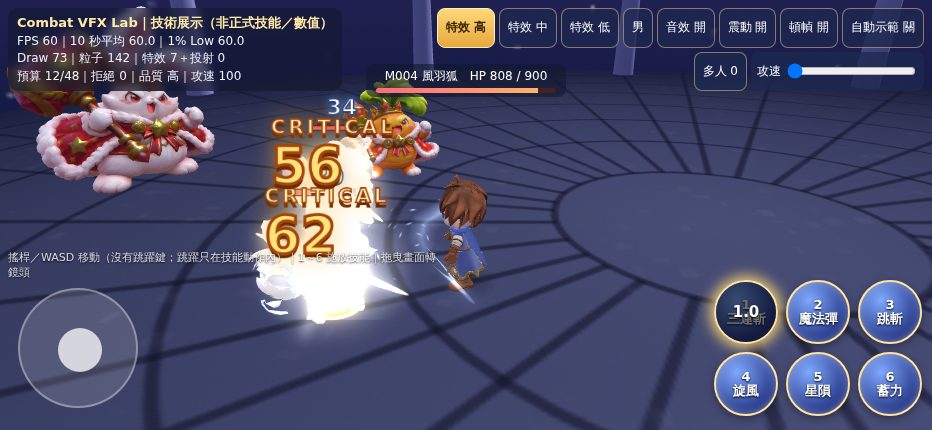 Combat VFX Lab｜技術展示（非正式技能／數值）
FPS 60｜10 秒平均 60.0｜1% Low 60.0
Draw 73｜粒子 142｜特效 7＋投射 0
預算 12/48｜拒絕 0｜品質 高｜攻速 100
特效 高
特效 中
特效 低
男
音效 開
震動 開
頓幀 開
自動示範 關
多人 0
攻速
M004 風羽狐 HP 808 / 900
34
CRITICAL
56
CRITICAL
62
搖桿／WASD 移動（沒有跳躍鍵；跳躍只在技能動
拖曳畫面轉
鏡頭
1
1.0
三連斬
2
魔法彈
3
跳斬
4
旋風
5
星隕
6
蓄力